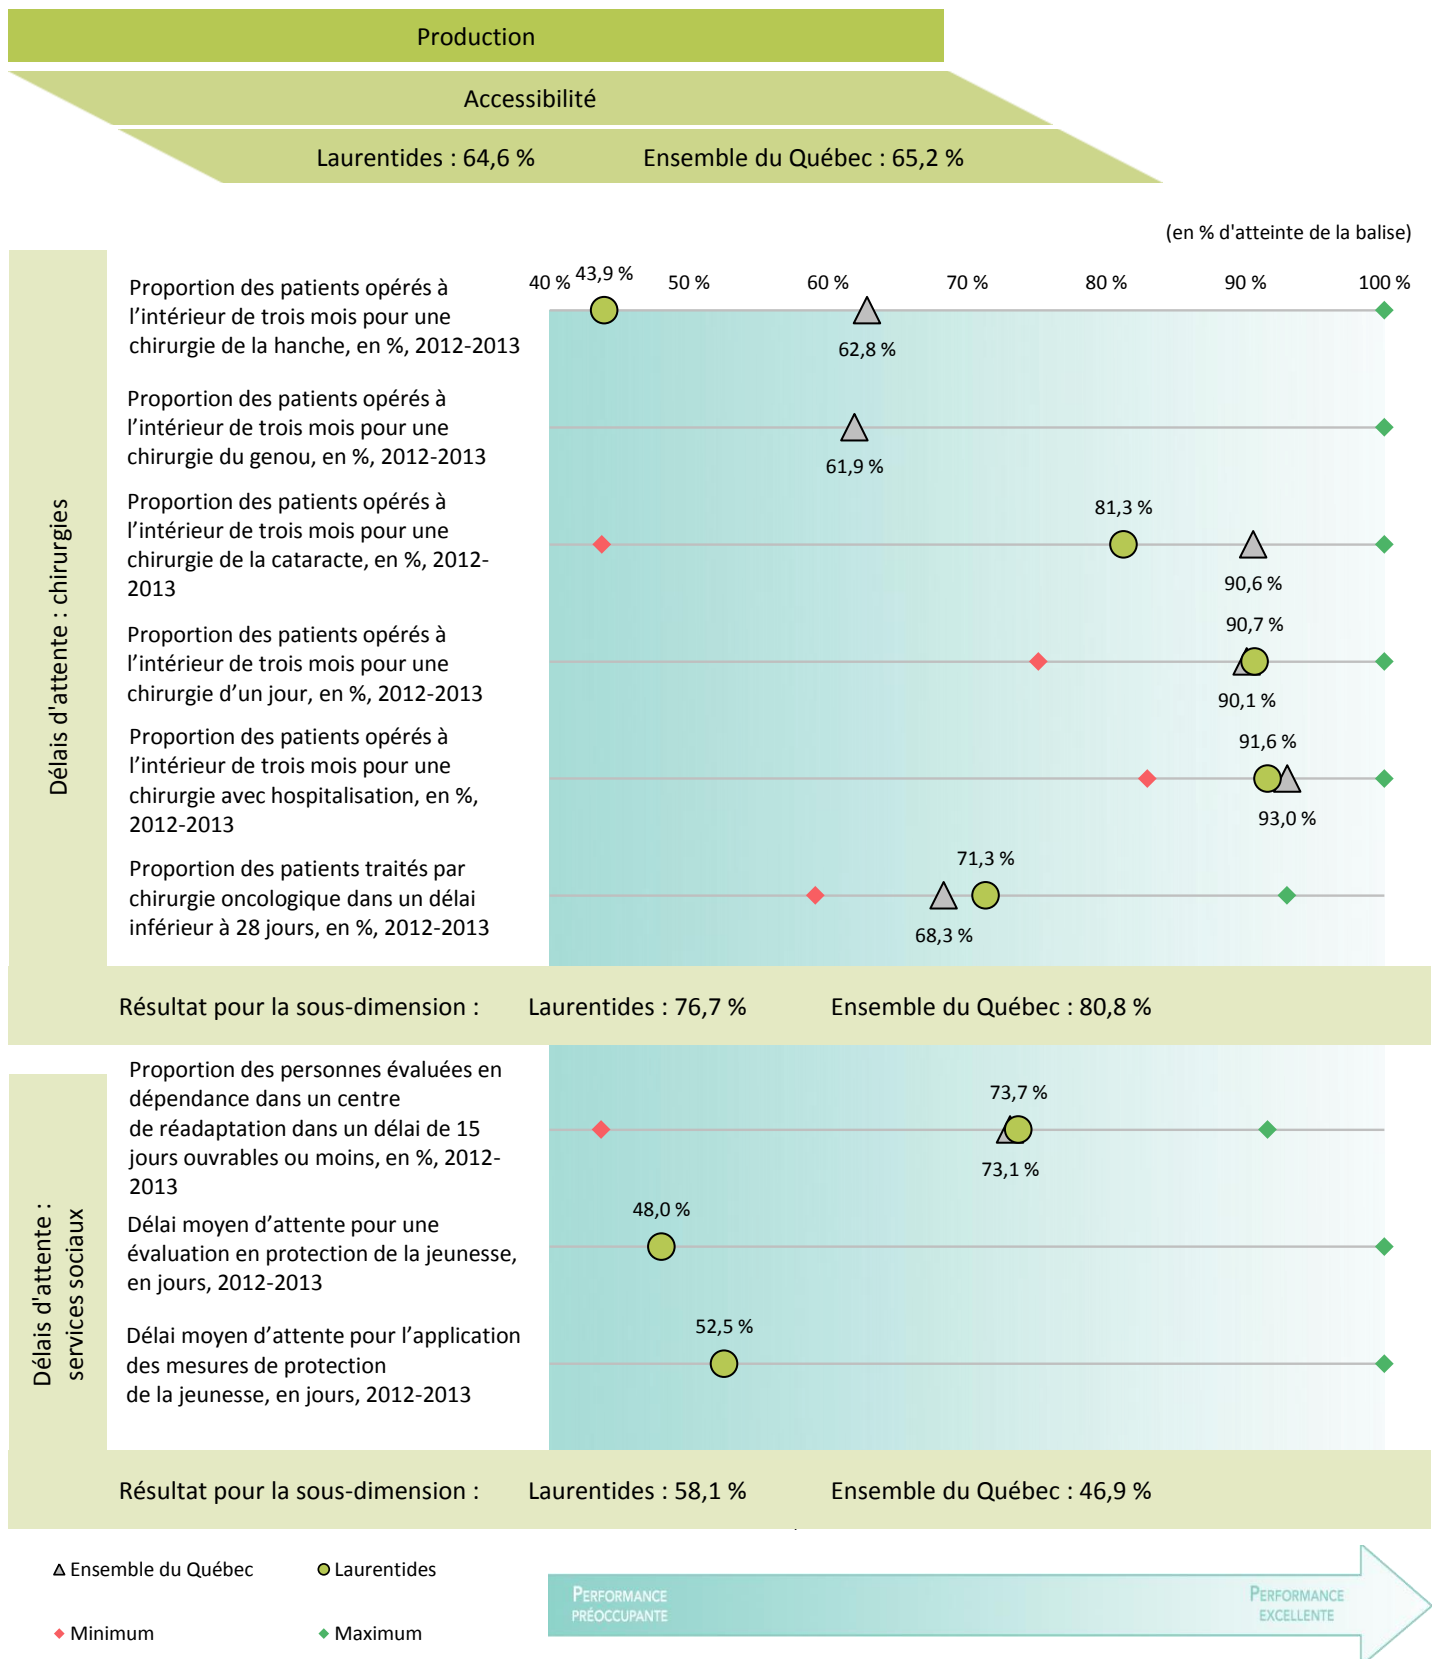 Production
Accessibilité
Laurentides : 64,6 % Ensemble du Québec : 65,2 %
(en % d'atteinte de la balise)
40 % 43,9 % 50 % 60 % 70 % 80 % 90 % 100 %
Délais d'attente : chirurgies
Proportion des patients opérés à
l’intérieur de trois mois pour une
chirurgie de la hanche, en %, 2012-2013
62,8 %
Proportion des patients opérés à
l’intérieur de trois mois pour une
chirurgie du genou, en %, 2012-2013
61,9 %
Proportion des patients opérés à
l’intérieur de trois mois pour une
chirurgie de la cataracte, en %, 2012-
2013
81,3 %
90,6 %
Proportion des patients opérés à
l’intérieur de trois mois pour une
chirurgie d’un jour, en %, 2012-2013
90,7 %
90,1 %
Proportion des patients opérés à
l’intérieur de trois mois pour une
chirurgie avec hospitalisation, en %,
2012-2013
91,6 %
93,0 %
Proportion des patients traités par
chirurgie oncologique dans un délai
inférieur à 28 jours, en %, 2012-2013
71,3 %
68,3 %
Résultat pour la sous-dimension : Laurentides : 76,7 % Ensemble du Québec : 80,8 %
Délais d'attente :
services sociaux
Proportion des personnes évaluées en
dépendance dans un centre
de réadaptation dans un délai de 15
jours ouvrables ou moins, en %, 2012-
2013
73,7 %
73,1 %
Délai moyen d’attente pour une
évaluation en protection de la jeunesse,
en jours, 2012-2013
48,0 %
Délai moyen d’attente pour l’application
des mesures de protection
de la jeunesse, en jours, 2012-2013
52,5 %
Résultat pour la sous-dimension : Laurentides : 58,1 % Ensemble du Québec : 46,9 %
Ensemble du Québec Laurentides
Minimum Maximum
PERFORMANCE
PRÉOCCUPANTE
PERFORMANCE
EXCELLENTE